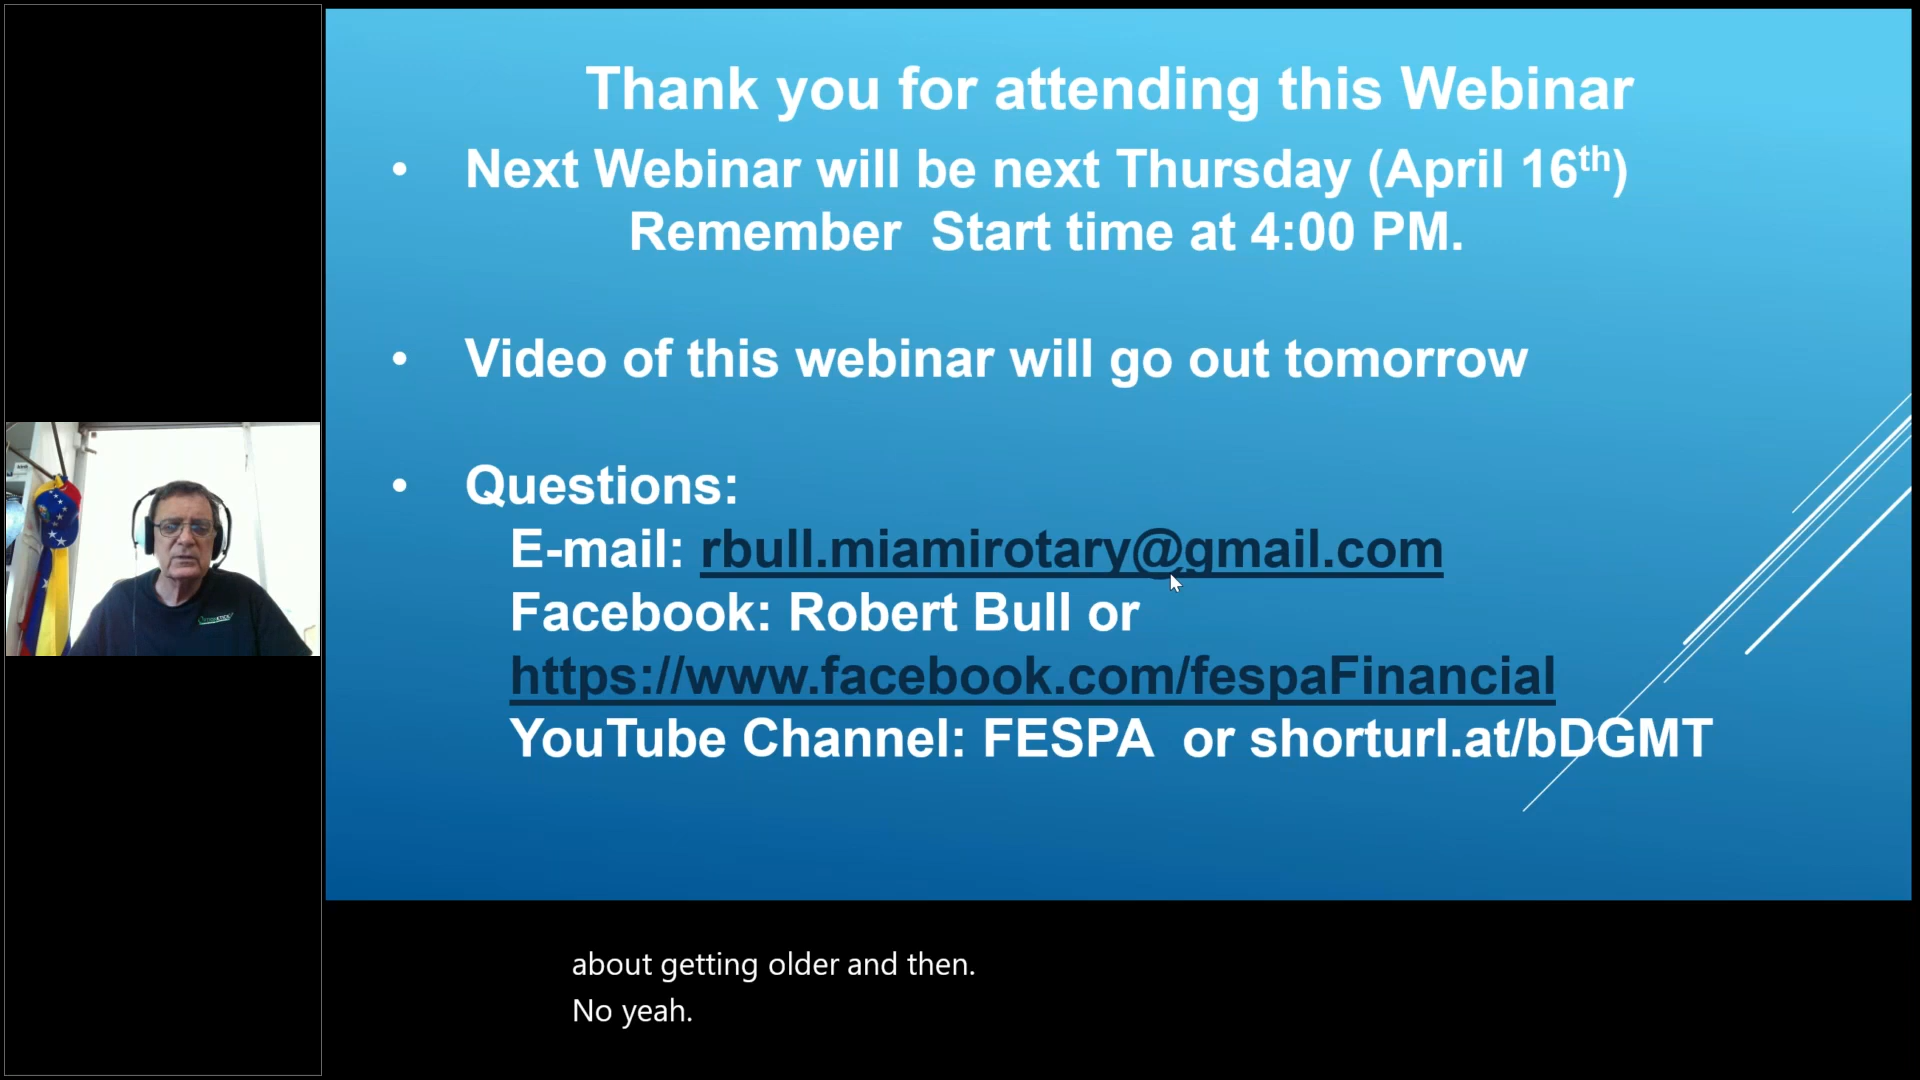 Thank you for attending this Webinar
• Next Webinar will be next Thursday (April 16th)
Remember Start time at 4:00 PM.
• Video of this webinar will go out tomorrow
• Questions:
E-mail: rbull.miamirotary@gmail.com
Facebook: Robert Bull or
https://www.facebook.com/fespaFinancial
YouTube Channel: FESPA or shorturl.at/bDGMT
about getting older and then.
No yeah.